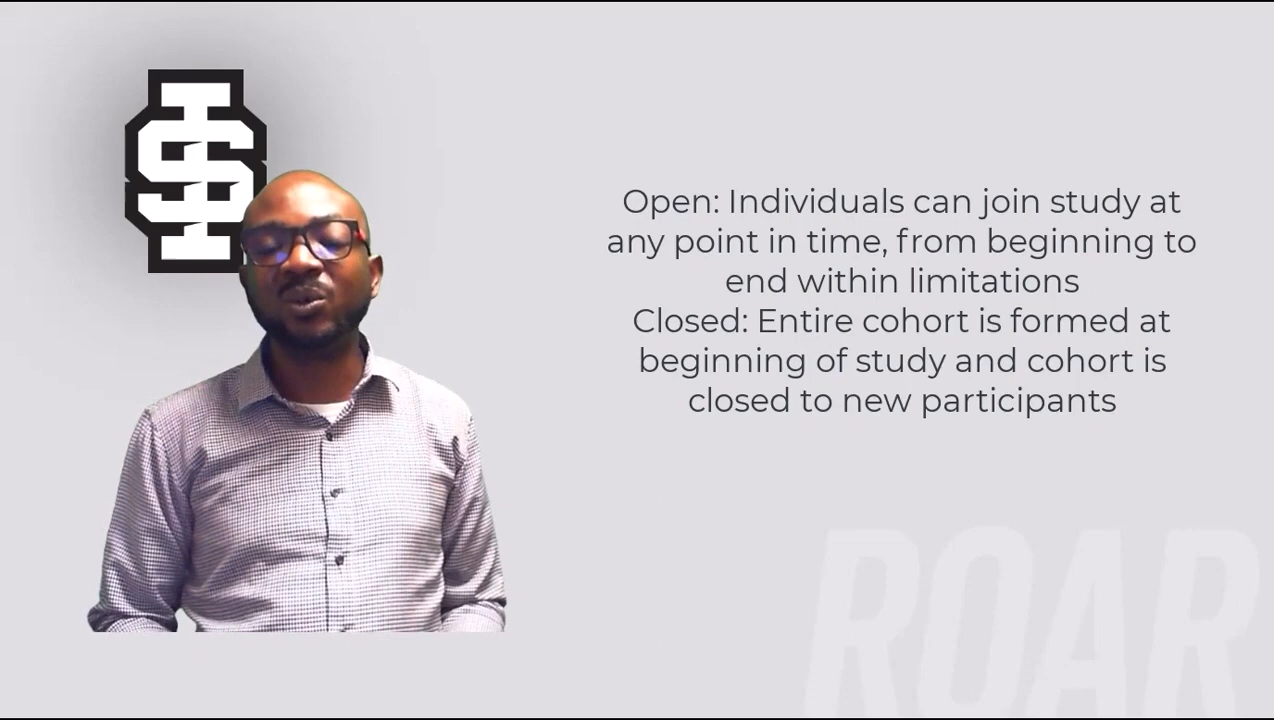 IS
Open: Individuals can join study at
any point in time, from beginning to
end within limitations
Closed: Entire cohort is formed at
beginning of study and cohort is
closed to new participants
ROAR